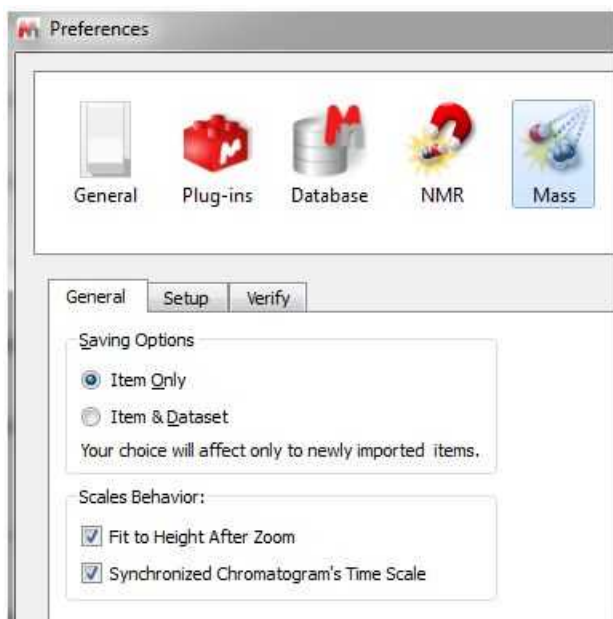 Preferences
General Plug-ins Database NMR Mass
General Setup Verify
Saving Options
Item Only
Item & Dataset
Your choice will affect only to newly imported items.
Scales Behavior:
Fit to Height After Zoom
Synchronized Chromatogram's Time Scale